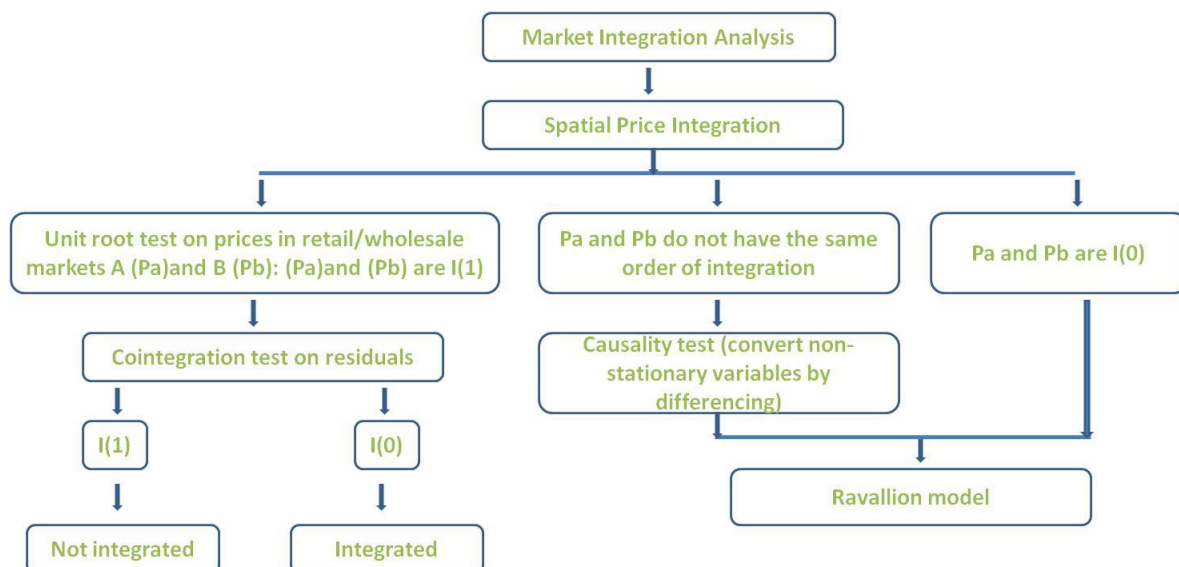 Market Integration Analysis
Spatial Price Integration
Unit root test on prices in retail/wholesale
markets A (Pa)and B (Pb): (Pa)and (Pb) are I(1)
Pa and Pb do not have the same
order of integration
Pa and Pb are I(0)
Cointegration test on residuals
Causality test (convert non-
stationary variables by
differencing)
I(1)
I(0)
Ravallion model
Not integrated
Integrated